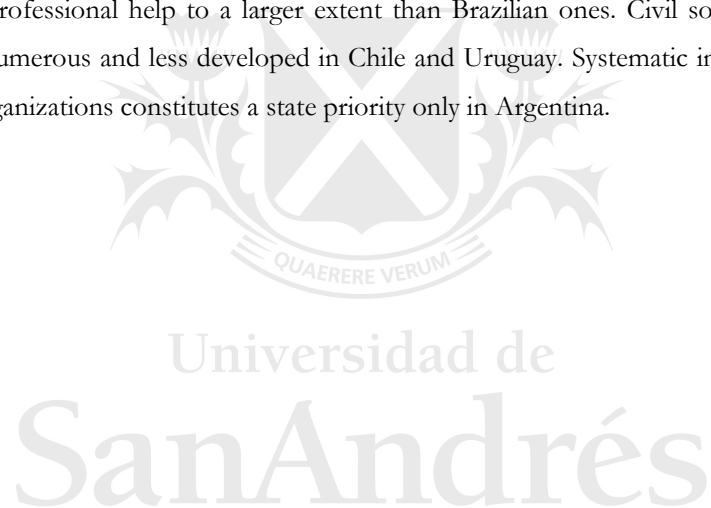 rofessional help to a larger extent than Brazilian ones. Civil so
umerous and less developed in Chile and Uruguay. Systematic in
ganizations constitutes a state priority only in Argentina.
QUAERERE VERUM
Universidad de
SanAndrés